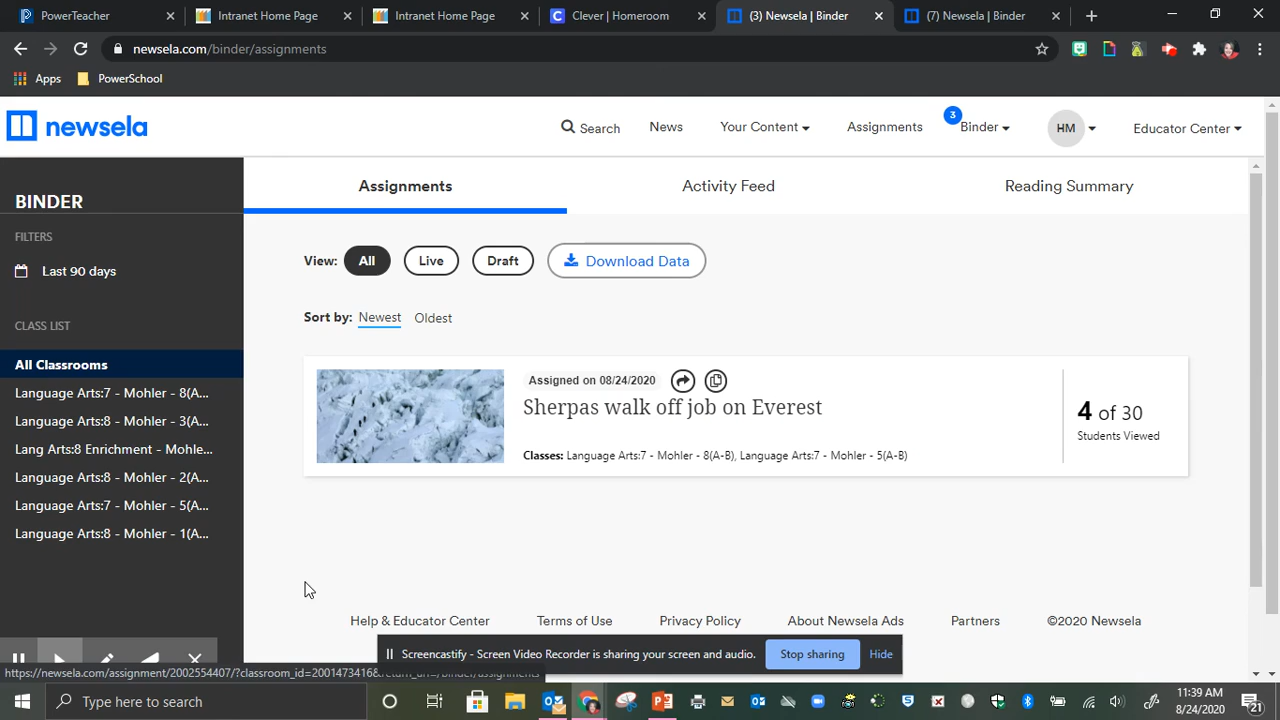 PowerTeacher
Intranet Home Page
Intranet Home Page
Clever | Homeroom
(3) Newsela | Binder
(7) Newsela | Binder
newsela.com/binder/assignments
Apps
PowerSchool
newsela
Search
News
Your Content
Assignments
3
Binder
HM
Educator Center
BINDER
Assignments
Activity Feed
Reading Summary
FILTERS
Last 90 days
View:
All
Live
Draft
Download Data
Sort by:
Newest
Oldest
CLASS LIST
All Classrooms
Language Arts:7 - Mohler - 8(A...
Language Arts:8 - Mohler - 3(A...
Lang Arts:8 Enrichment - Mohle...
Language Arts:8 - Mohler - 2(A...
Language Arts:7 - Mohler - 5(A...
Language Arts:8 - Mohler - 1(A...
Assigned on 08/24/2020
Sherpas walk off job on Everest
Classes: Language Arts:7 - Mohler - 8(A-B), Language Arts:7 - Mohler - 5(A-B)
4 of 30
Students Viewed
Help & Educator Center
Terms of Use
Privacy Policy
About Newsela Ads
Partners
©2020 Newsela
Screencastify - Screen Video Recorder is sharing your screen and audio.
Stop sharing
Hide
Type here to search
11:39 AM
8/24/2020
21